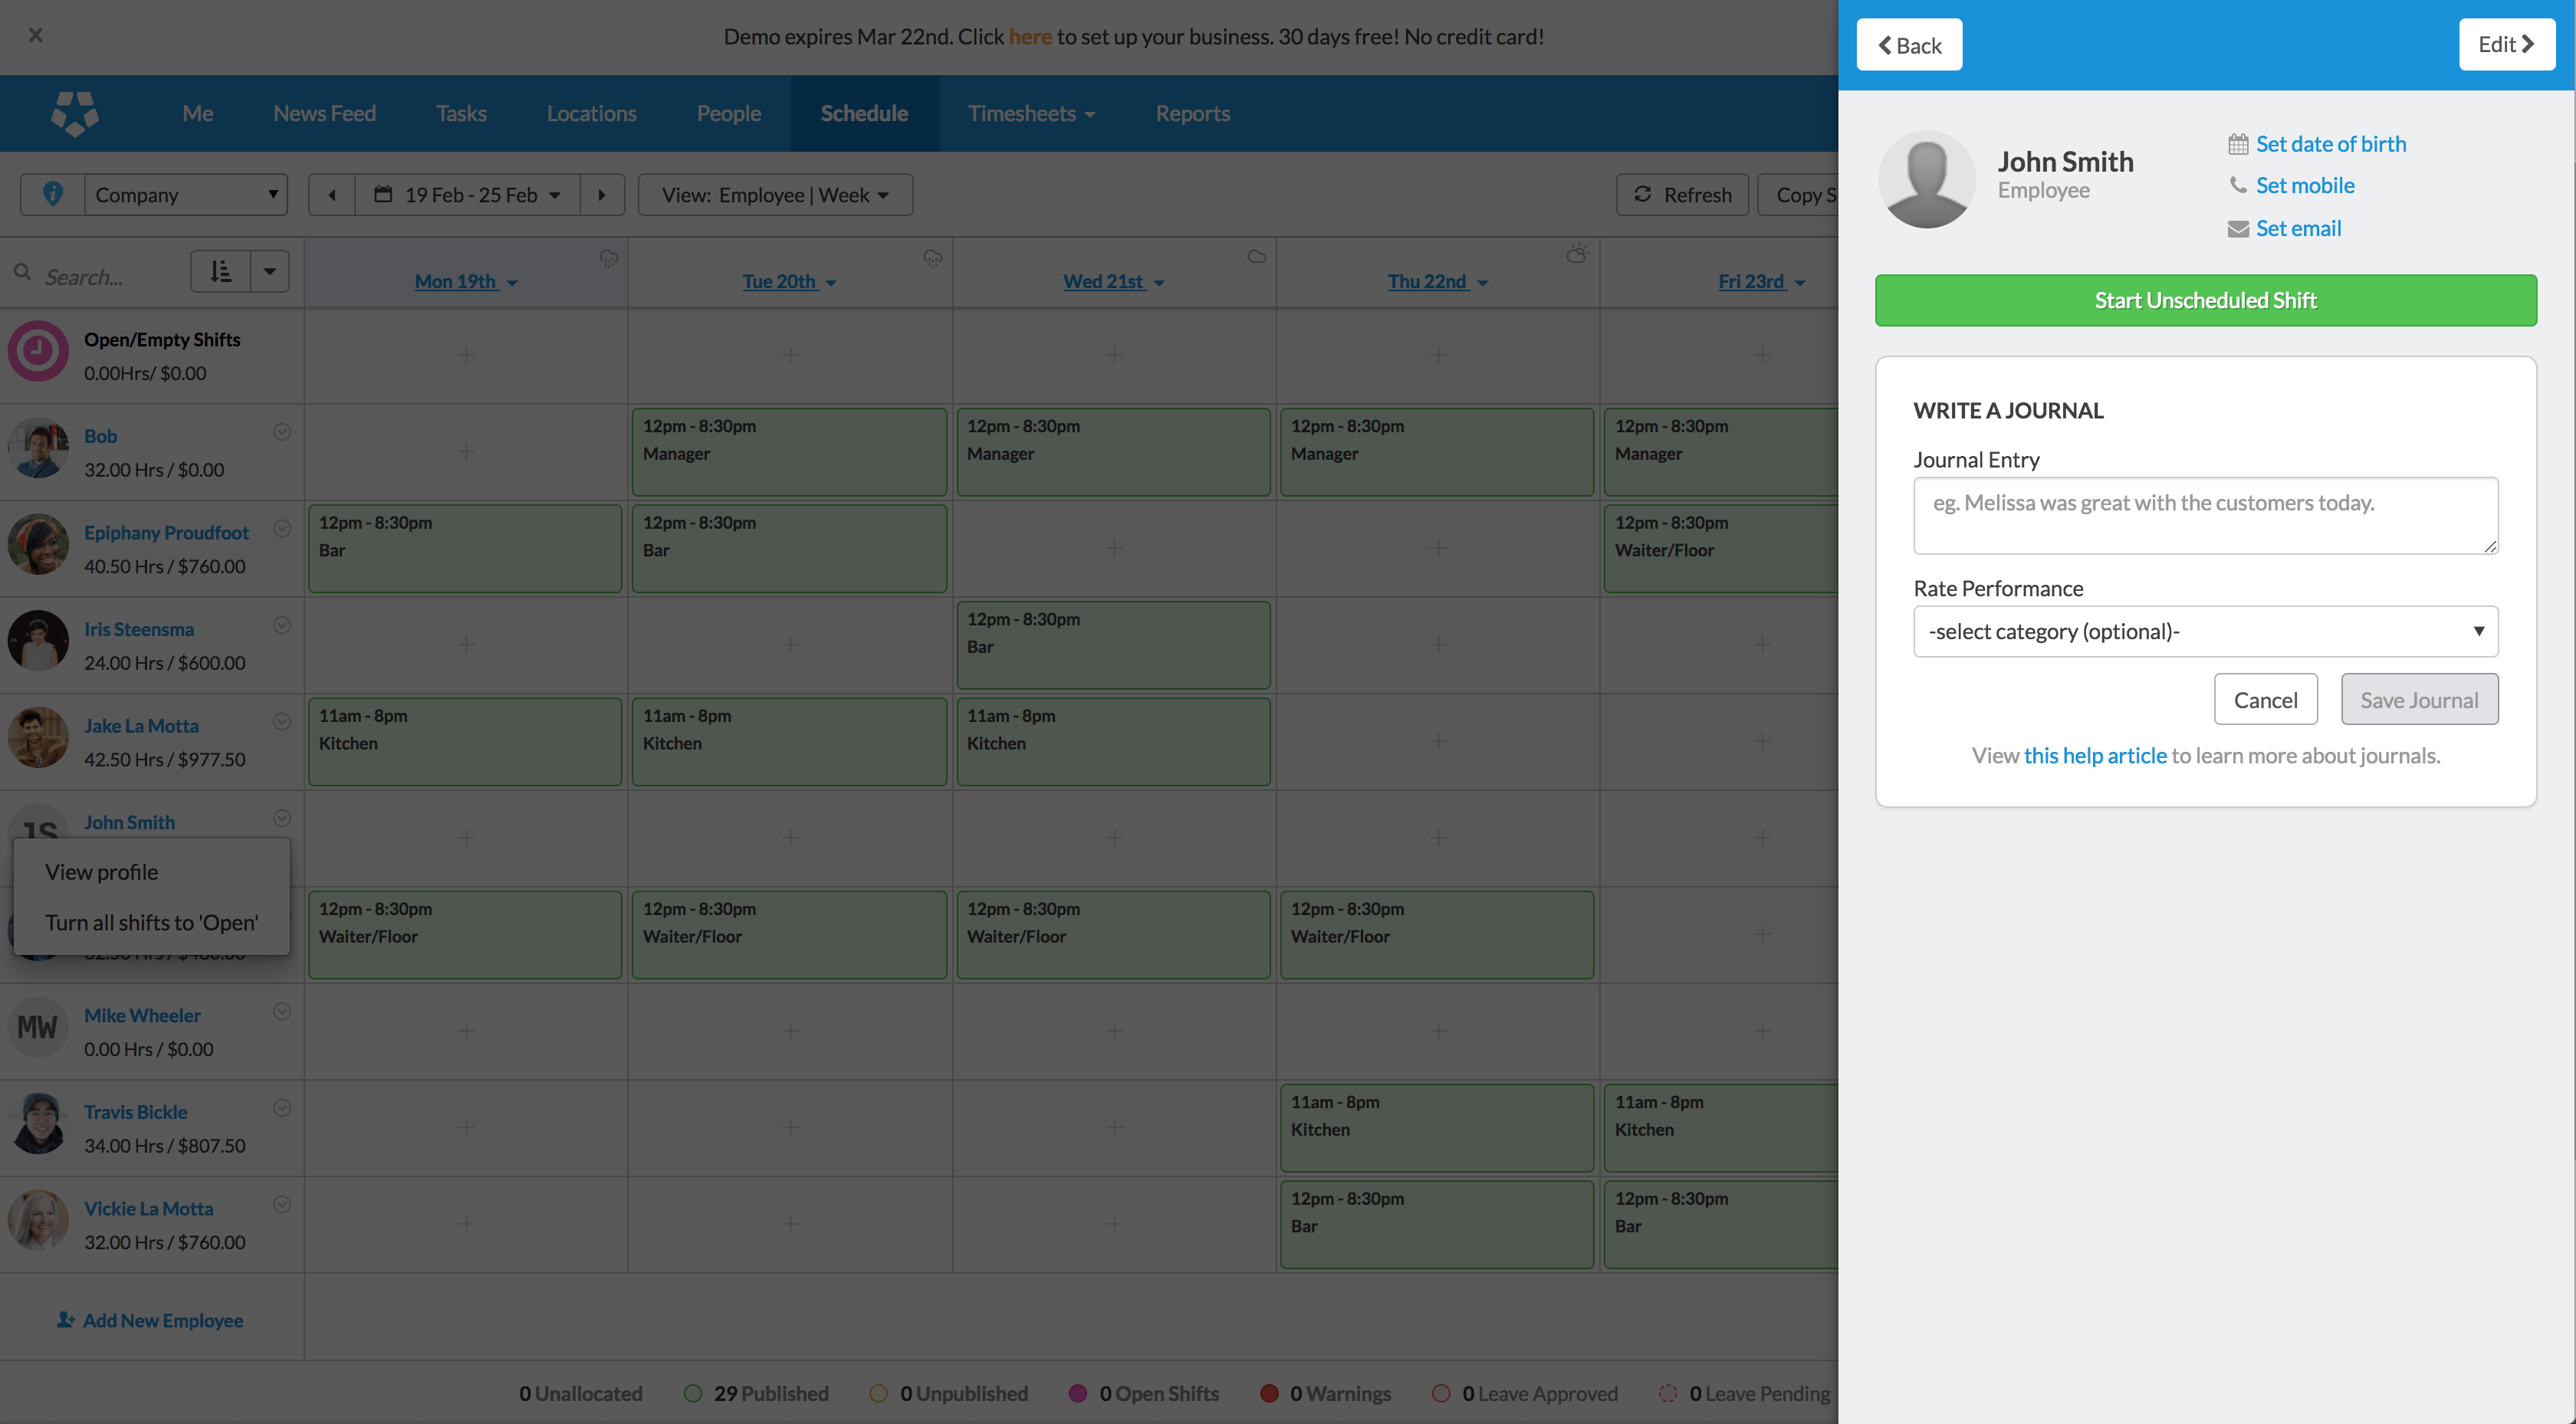 × Demo expires Mar 22nd. Click here to set up your business. 30 days free! No credit card!
Me News Feed Tasks Locations People Schedule Timesheets Reports
Company 19 Feb - 25 Feb View: Employee | Week Refresh Copy S
Search... Mon 19th Tue 20th Wed 21st Thu 22nd Fri 23rd
Open/Empty Shifts
0.00Hrs/ $0.00
Bob
32.00 Hrs / $0.00
12pm - 8:30pm 12pm - 8:30pm 12pm - 8:30pm 12pm - 8:30pm
Manager Manager Manager Manager
Epiphany Proudfoot
40.50 Hrs / $760.00
12pm - 8:30pm 12pm - 8:30pm 12pm - 8:30pm
Bar Bar Waiter/Floor
Iris Steensma
24.00 Hrs / $600.00
12pm - 8:30pm
Bar
Jake La Motta
42.50 Hrs / $977.50
11am - 8pm 11am - 8pm 11am - 8pm
Kitchen Kitchen Kitchen
JS John Smith
View profile
Turn all shifts to 'Open'
12pm - 8:30pm 12pm - 8:30pm 12pm - 8:30pm 12pm - 8:30pm
Waiter/Floor Waiter/Floor Waiter/Floor Waiter/Floor
MW Mike Wheeler
0.00 Hrs / $0.00
Travis Bickle
34.00 Hrs / $807.50
11am - 8pm 11am - 8pm
Kitchen Kitchen
Vickie La Motta
32.00 Hrs / $760.00
12pm - 8:30pm 12pm - 8:30pm
Bar Bar
Add New Employee
0 Unallocated 29 Published 0 Unpublished 0 Open Shifts 0 Warnings 0 Leave Approved 0 Leave Pending
Back Edit
John Smith
Employee
Set date of birth
Set mobile
Set email
Start Unscheduled Shift
WRITE A JOURNAL
Journal Entry
eg. Melissa was great with the customers today.
Rate Performance
-select category (optional)-
Cancel Save Journal
View this help article to learn more about journals.